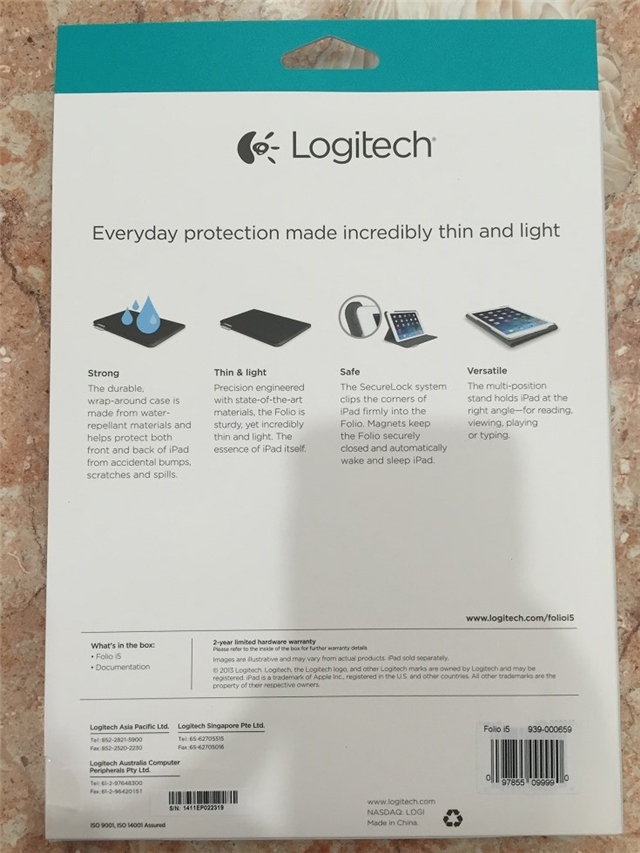 Logitech
Everyday protection made incredibly thin and light
Strong
The durable,
wrap-around case is
made from water-
repellant materials and
helps protect both
front and back of iPad
from accidental bumps,
scratches and spills.
Thin & light
Precision engineered
with state-of-the-art
materials, the Folio is
sturdy, yet incredibly
thin and light. The
essence of iPad itself.
Safe
The SecureLock system
clips the corners of
iPad firmly into the
Folio. Magnets keep
the Folio securely
closed and automatically
wake and sleep iPad.
Versatile
The multi-position
stand holds iPad at the
right angle—for reading,
viewing, playing
or typing.
www.logitech.com/folioi5
What's in the box:
• Folio i5
• Documentation
2-year limited hardware warranty
Please refer to the inside of the box for further warranty details
Images are illustrative and may vary from actual products. iPad sold separately.
© 2013 Logitech. Logitech, the Logitech logo, and other Logitech marks are owned by Logitech and may be
registered. iPad is a trademark of Apple Inc., registered in the U.S. and other countries. All other trademarks are the
property of their respective owners.
Logitech Asia Pacific Ltd.
Tel: 852-2821-5900
Fax: 852-2520-2230
Logitech Singapore Pte Ltd.
Tel: 65-62705515
Fax: 65-62705016
Logitech Australia Computer
Peripherals Pty Ltd.
Tel: 61-2-97648300
Fax: 61-2-96420151
S/N: 1411EP022319
ISO 9001, ISO 14001 Assured
www.logitech.com
NASDAQ: LOGI
Made in China.
Folio i5 939-000659
0 97855 09999 0